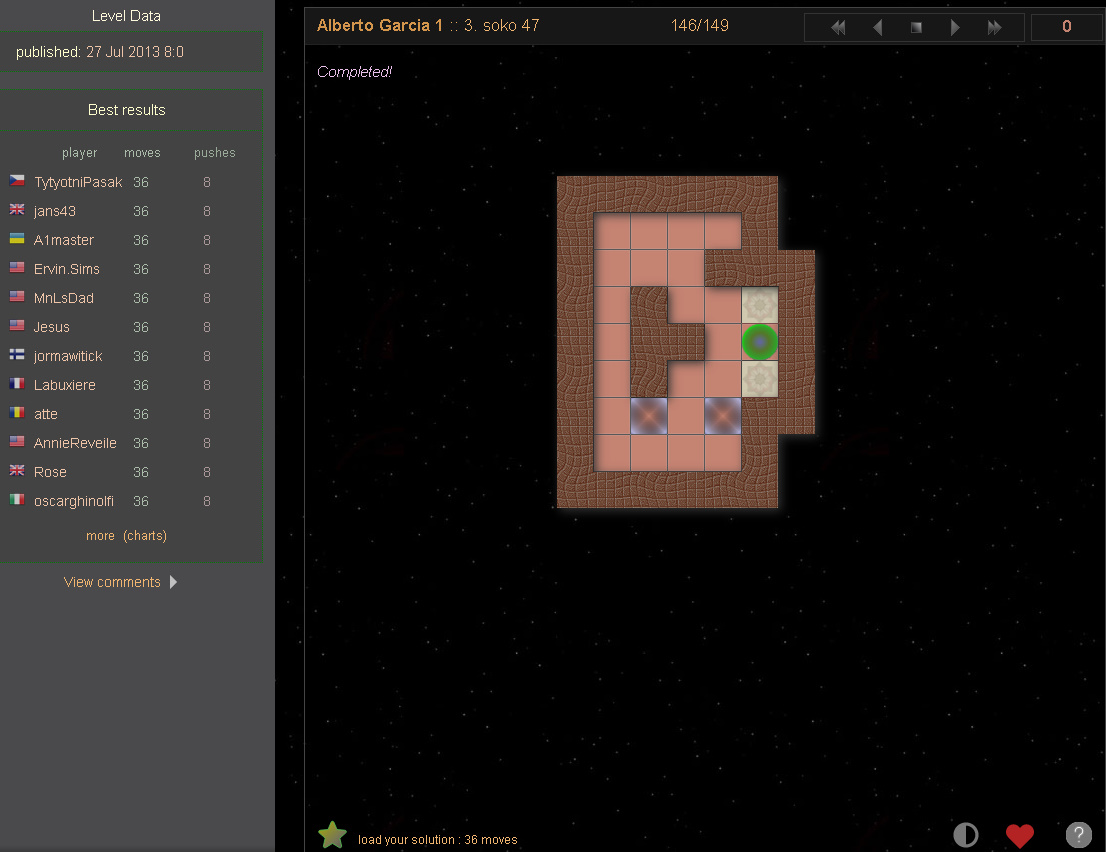 Level Data
published: 27 Jul 2013 8:0
Best results
player moves pushes
TytyotniPasak 36 8
jans43 36 8
A1master 36 8
Ervin.Sims 36 8
MnLsDad 36 8
Jesus 36 8
jormawitick 36 8
Labuxiere 36 8
atte 36 8
AnnieReveile 36 8
Rose 36 8
oscarghinolfi 36 8
more (charts)
View comments
Alberto Garcia 1 :: 3. soko 47 146/149 0
Completed!
load your solution : 36 moves
?